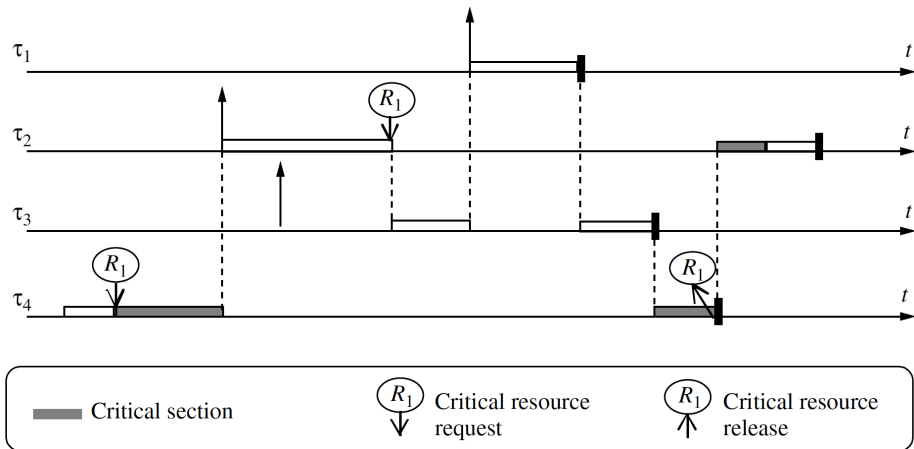 τ1
t
R1
τ2
t
τ3
t
R1
R1
τ4
t
Critical section
R1
Critical resource
request
R1
Critical resource
release